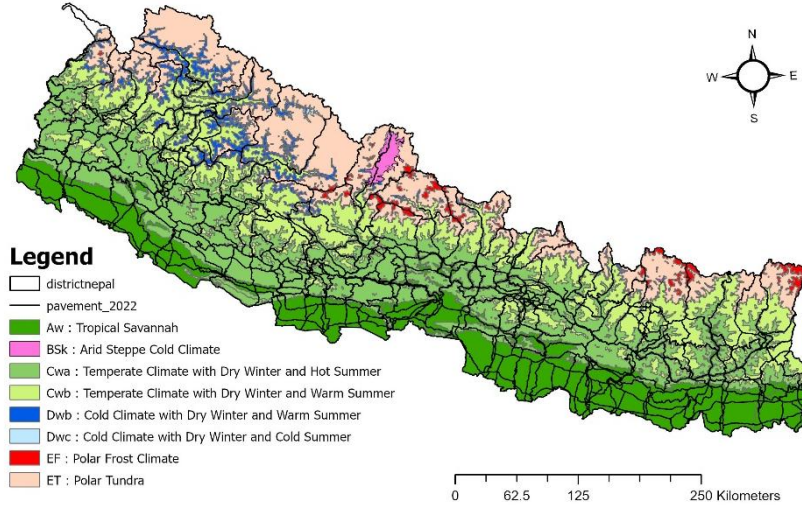 N
W E
S
Legend
districtnepal
pavement_2022
Aw : Tropical Savannah
BSk : Arid Steppe Cold Climate
Cwa : Temperate Climate with Dry Winter and Hot Summer
Cwb : Temperate Climate with Dry Winter and Warm Summer
Dwb : Cold Climate with Dry Winter and Warm Summer
Dwc : Cold Climate with Dry Winter and Cold Summer
EF : Polar Frost Climate
ET : Polar Tundra
0 62.5 125 250 Kilometers